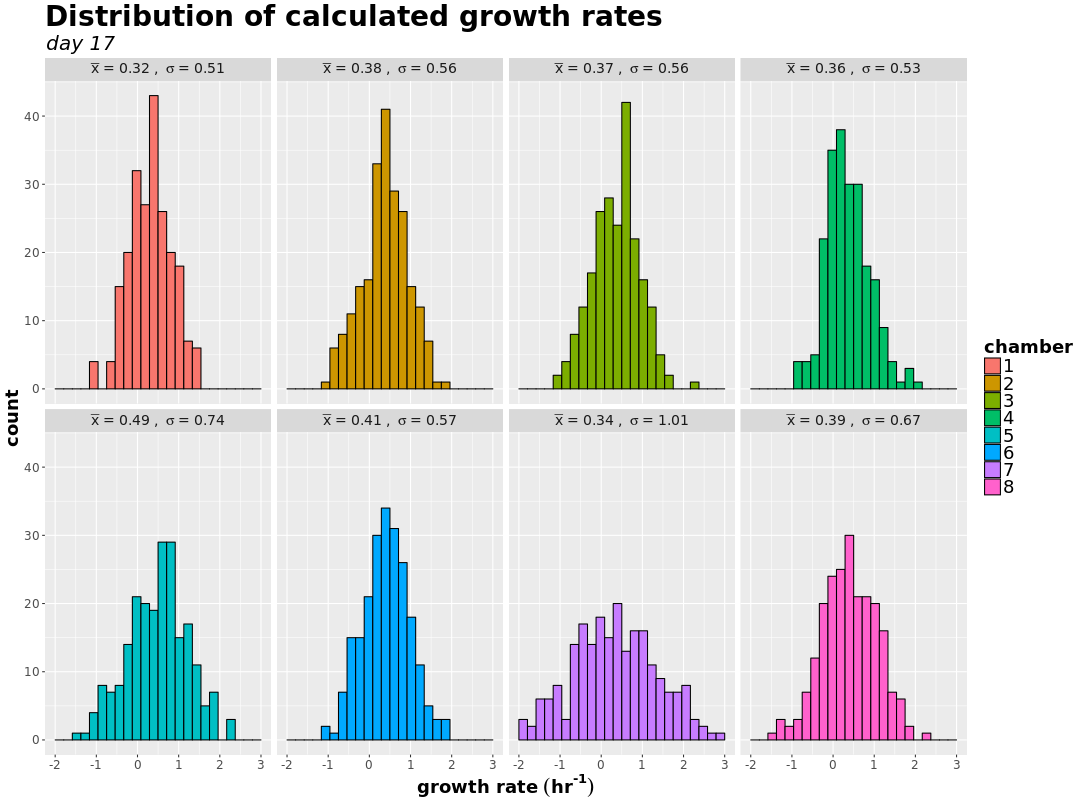 Distribution of calculated growth rates
day 17
x̅ = 0.32 , σ = 0.51
x̅ = 0.38 , σ = 0.56
x̅ = 0.37 , σ = 0.56
x̅ = 0.36 , σ = 0.53
40
30
20
10
0
x̅ = 0.49 , σ = 0.74
x̅ = 0.41 , σ = 0.57
x̅ = 0.34 , σ = 1.01
x̅ = 0.39 , σ = 0.67
40
30
20
10
0
-2 -1 0 1 2 3
-2 -1 0 1 2 3
-2 -1 0 1 2 3
-2 -1 0 1 2 3
growth rate (hr⁻¹)
count
chamber
1
2
3
4
5
6
7
8